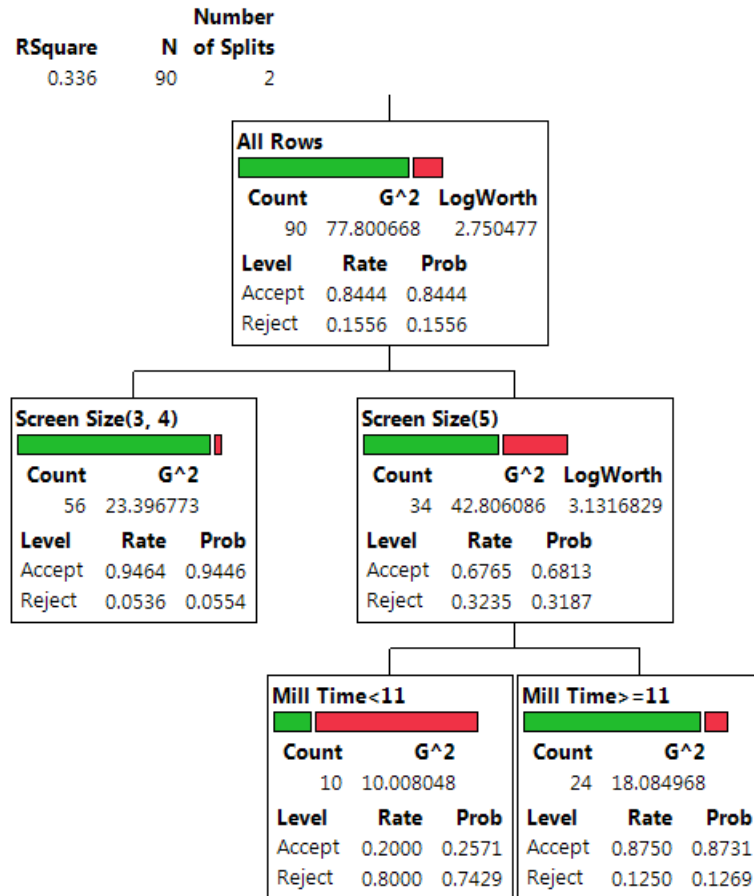 Number
RSquare N of Splits
0.336 90 2
All Rows
Count G^2 LogWorth
90 77.800668 2.750477
Level Rate Prob
Accept 0.8444 0.8444
Reject 0.1556 0.1556
Screen Size(3, 4)
Count G^2
56 23.396773
Level Rate Prob
Accept 0.9464 0.9446
Reject 0.0536 0.0554
Screen Size(5)
Count G^2 LogWorth
34 42.806086 3.1316829
Level Rate Prob
Accept 0.6765 0.6813
Reject 0.3235 0.3187
Mill Time<11
Count G^2
10 10.008048
Level Rate Prob
Accept 0.2000 0.2571
Reject 0.8000 0.7429
Mill Time>=11
Count G^2
24 18.084968
Level Rate Prob
Accept 0.8750 0.8731
Reject 0.1250 0.1269